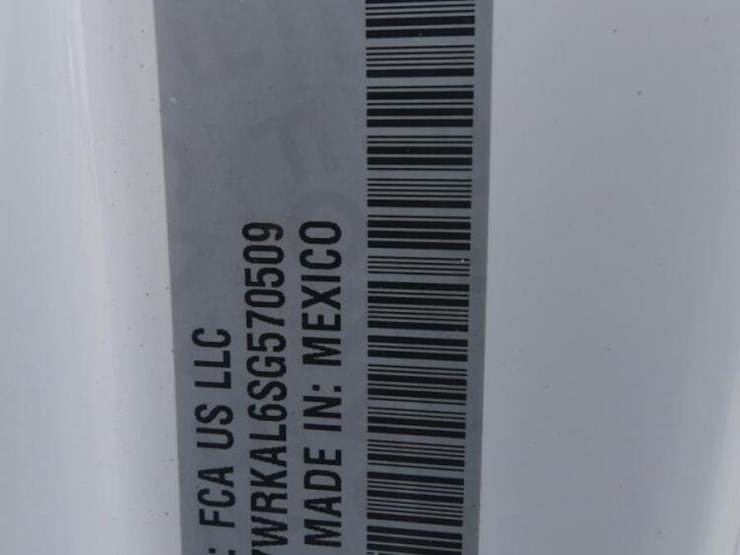 : FCA US LLC
7WRKAL6SG570509
MADE IN: MEXICO